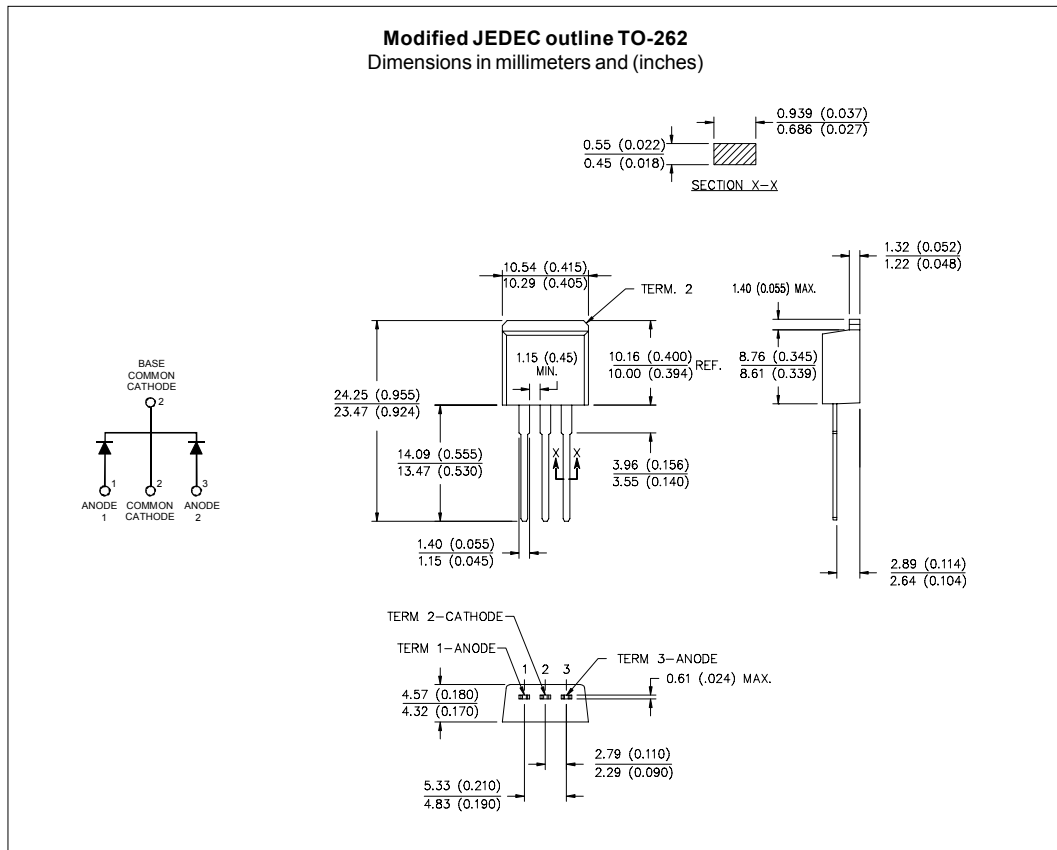 Modified JEDEC outline TO-262
Dimensions in millimeters and (inches)
0.939 (0.037)
0.686 (0.027)
0.55 (0.022)
0.45 (0.018)
SECTION X-X
1.32 (0.052)
1.22 (0.048)
10.54 (0.415)
10.29 (0.405)
TERM. 2
1.40 (0.055) MAX.
1.15 (0.45)
MIN.
10.16 (0.400)
10.00 (0.394)
REF.
8.76 (0.345)
8.61 (0.339)
24.25 (0.955)
23.47 (0.924)
14.09 (0.555)
13.47 (0.530)
X X
3.96 (0.156)
3.55 (0.140)
BASE
COMMON
CATHODE
2
1
2
3
ANODE
1
COMMON
CATHODE
ANODE
2
1.40 (0.055)
1.15 (0.045)
2.89 (0.114)
2.64 (0.104)
TERM 2-CATHODE
TERM 1-ANODE
TERM 3-ANODE
1 2 3
0.61 (.024) MAX.
4.57 (0.180)
4.32 (0.170)
2.79 (0.110)
2.29 (0.090)
5.33 (0.210)
4.83 (0.190)